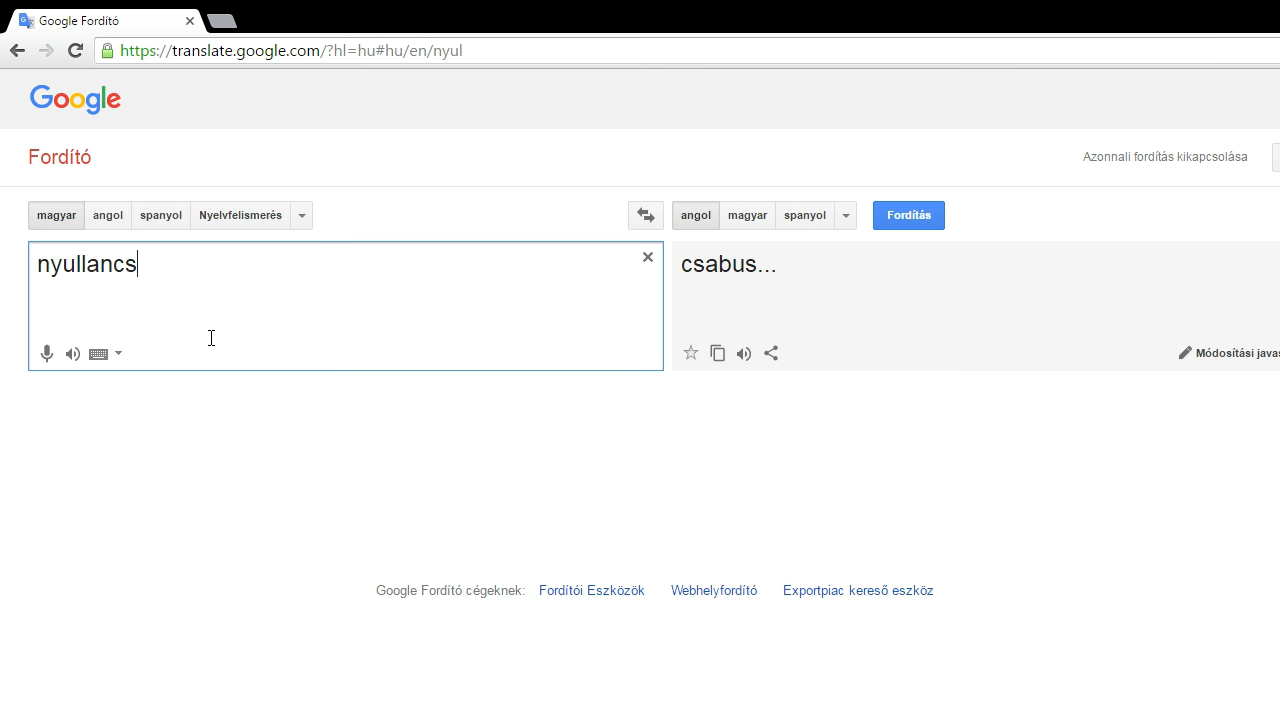 Google Fordító
https://translate.google.com/?hl=hu#hu/en/nyul
Google
Fordító
Azonnali fordítás kikapcsolása
magyar angol spanyol Nyelvfelismerés
angol magyar spanyol Fordítás
nyullancs
csabus...
Módosítási
Google Fordító cégeknek: Fordítói Eszközök Webhelyfordító Exportpiac kereső eszköz